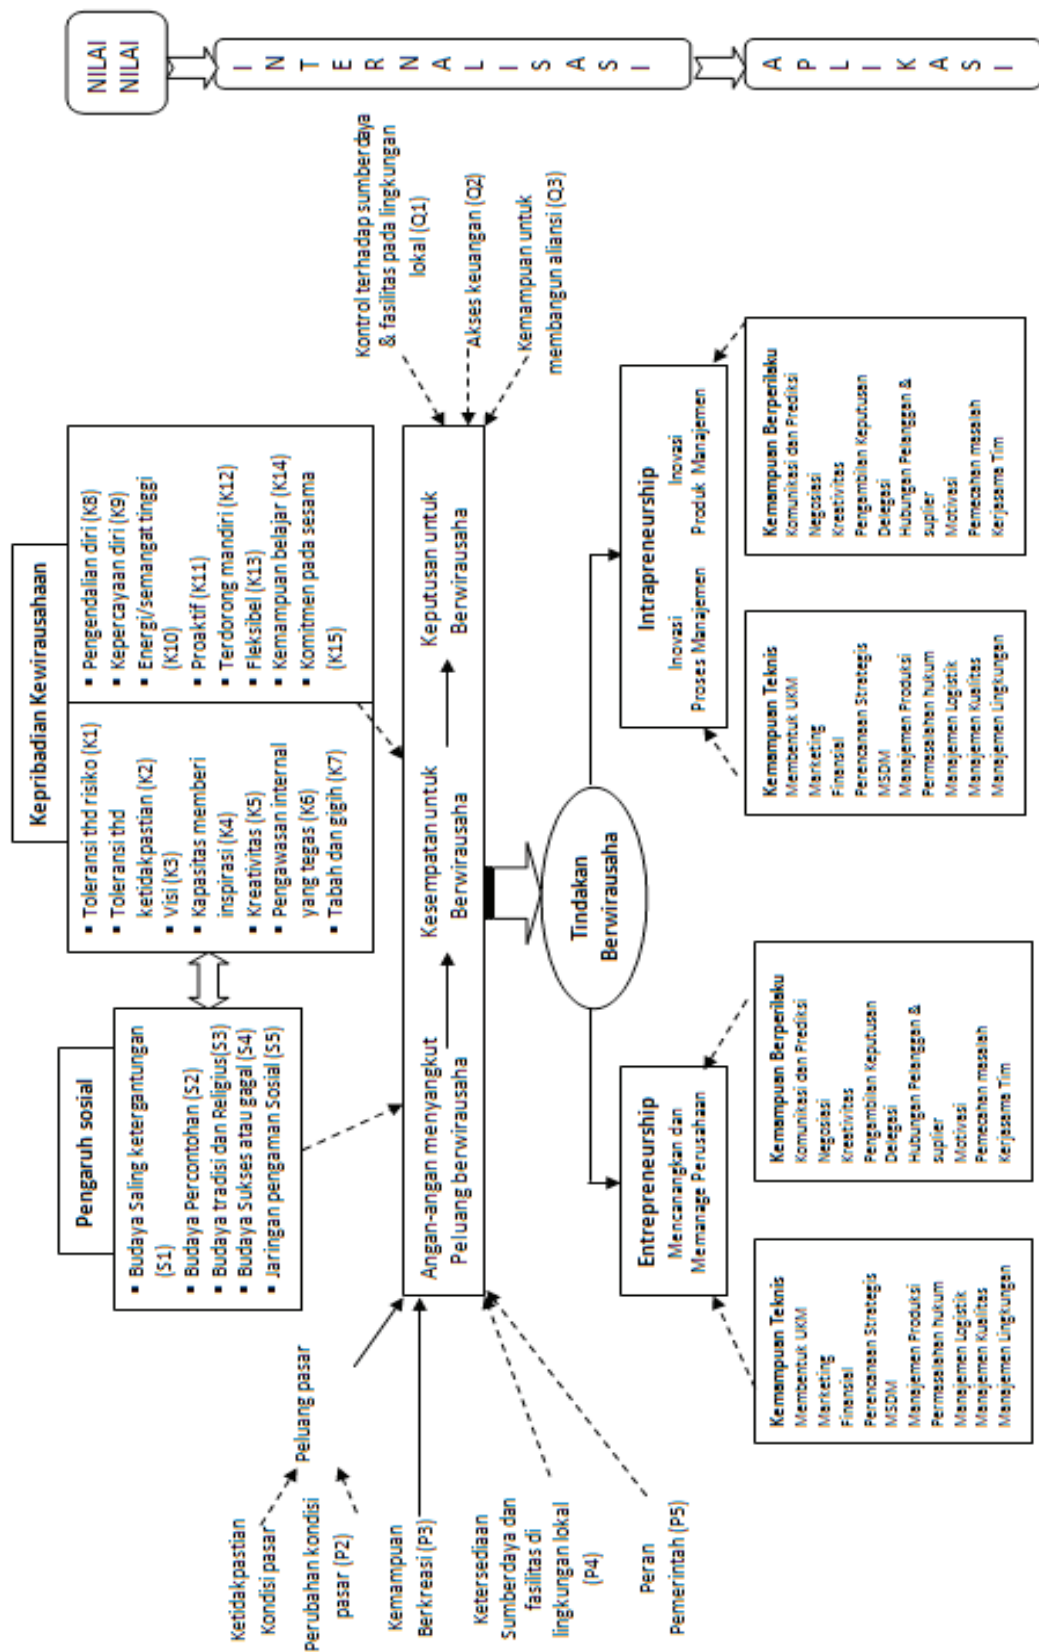 Pengaruh sosial
Budaya Saling ketergantungan
(S1)
Budaya Percontohan (S2)
Budaya tradisi dan Religius(S3)
Budaya Sukses atau gagal (S4)
Jaringan pengaman Sosial (S5)
Kepribadian Kewirausahaan
Toleransi thd risiko (K1)
Toleransi thd
ketidakpastian (K2)
Visi (K3)
Kapasitas memberi
inspirasi (K4)
Kreativitas (K5)
Pengawasan internal
yang tegas (K6)
Tabah dan gigih (K7)
Pengendalian diri (K8)
Kepercayaan diri (K9)
Energi/semangat tinggi
(K10)
Proaktif (K11)
Terdorong mandiri (K12)
Fleksibel (K13)
Kemampuan belajar (K14)
Komitmen pada sesama
(K15)
NILAI
NILAI
INTERNALISASI
APLIKASI
Ketidakpastian
Kondisi pasar
Perubahan kondisi
pasar (P2)
Peluang pasar
Kemampuan
Berkreasi (P3)
Ketersediaan
Sumberdaya dan
fasilitas di
lingkungan lokal
(P4)
Peran
Pemerintah (P5)
Angan-angan menyangkut
Peluang berwirausaha
Kesempatan untuk
Berwirausaha
Keputusan untuk
Berwirausaha
Kontrol terhadap sumberdaya
& fasilitas pada lingkungan
lokal (Q1)
Akses keuangan (Q2)
Kemampuan untuk
membangun aliansi (Q3)
Tindakan
Berwirausaha
Entrepreneurship
Mencanangkan dan
Memanage Perusahaan
Intrapreneurship
Inovasi
Proses Manajemen
Inovasi
Produk Manajemen
Kemampuan Teknis
Membentuk UKM
Marketing
Finansial
Perencanaan Strategis
MSDM
Manajemen Produksi
Permasalahan hukum
Manajemen Logistik
Manajemen Kualitas
Manajemen Lingkungan
Kemampuan Berperilaku
Komunikasi dan Prediksi
Negosiasi
Kreativitas
Pengambilan Keputusan
Delegasi
Hubungan Pelanggan &
suplier
Motivasi
Pemecahan masalah
Kerjasama Tim
Kemampuan Teknis
Membentuk UKM
Marketing
Finansial
Perencanaan Strategis
MSDM
Manajemen Produksi
Permasalahan hukum
Manajemen Logistik
Manajemen Kualitas
Manajemen Lingkungan
Kemampuan Berperilaku
Komunikasi dan Prediksi
Negosiasi
Kreativitas
Pengambilan Keputusan
Delegasi
Hubungan Pelanggan &
suplier
Motivasi
Pemecahan masalah
Kerjasama Tim